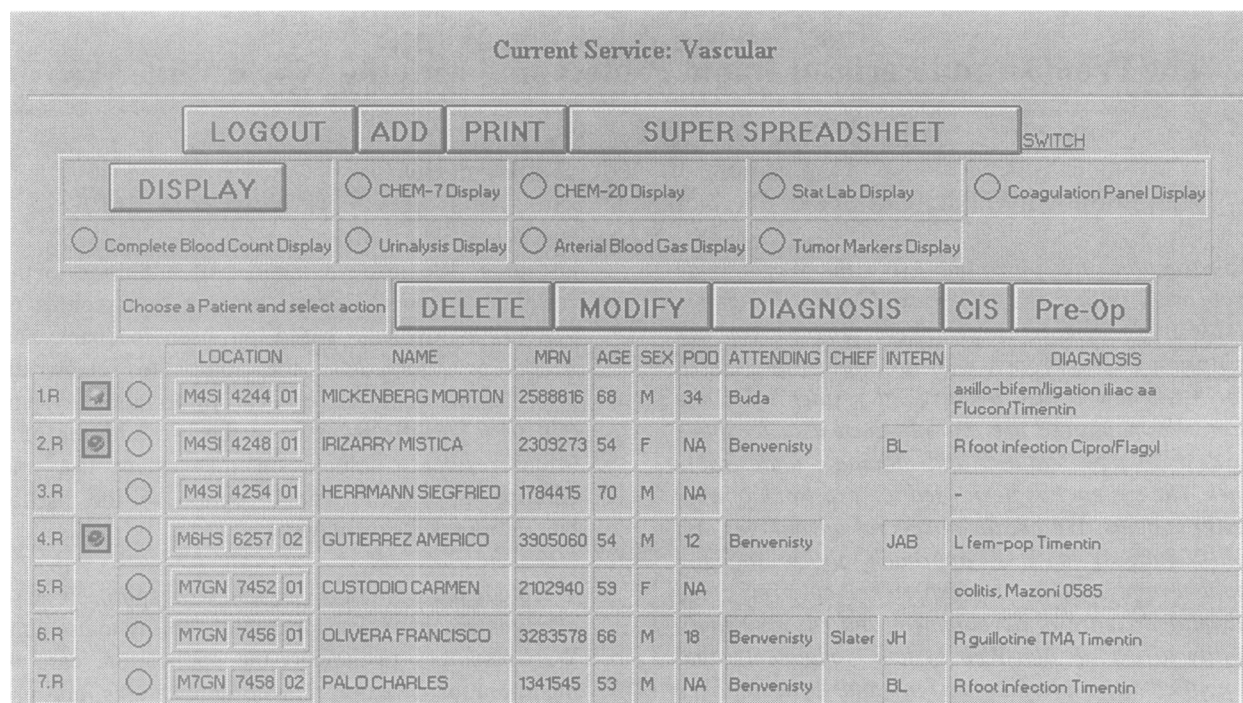 Current Service: Vascular
LOGOUT ADD PRINT SUPER SPREADSHEET SWITCH
DISPLAY CHEM-7 Display CHEM-20 Display Stat Lab Display Coagulation Panel Display
Complete Blood Count Display Urinalysis Display Arterial Blood Gas Display Tumor Markers Display
Choose a Patient and select action DELETE MODIFY DIAGNOSIS CIS Pre-Op
LOCATION NAME MRN AGE SEX POD ATTENDING CHIEF INTERN DIAGNOSIS
1.R M4SI 4244 01 MICKENBERG MORTON 2588816 68 M 34 Buda axillo-bifem/ligation iliac aa
Flucon/Timentin
2.R M4SI 4248 01 IRIZARRY MISTICA 2309273 54 F NA Benvenisty BL R foot infection Cipro/Flagyl
3.R M4SI 4254 01 HERRMANN SIEGFRIED 1784415 70 M NA -
4.R M6HS 6257 02 GUTIERREZ AMERICO 3905060 54 M 12 Benvenisty JAB L fem-pop Timentin
5.R M7GN 7452 01 CUSTODIO CARMEN 2102940 59 F NA colitis, Mazoni 0585
6.R M7GN 7456 01 OLIVERA FRANCISCO 3283578 66 M 18 Benvenisty Slater JH R guillotine TMA Timentin
7.R M7GN 7458 02 PALO CHARLES 1341545 53 M NA Benvenisty BL R foot infection Timentin